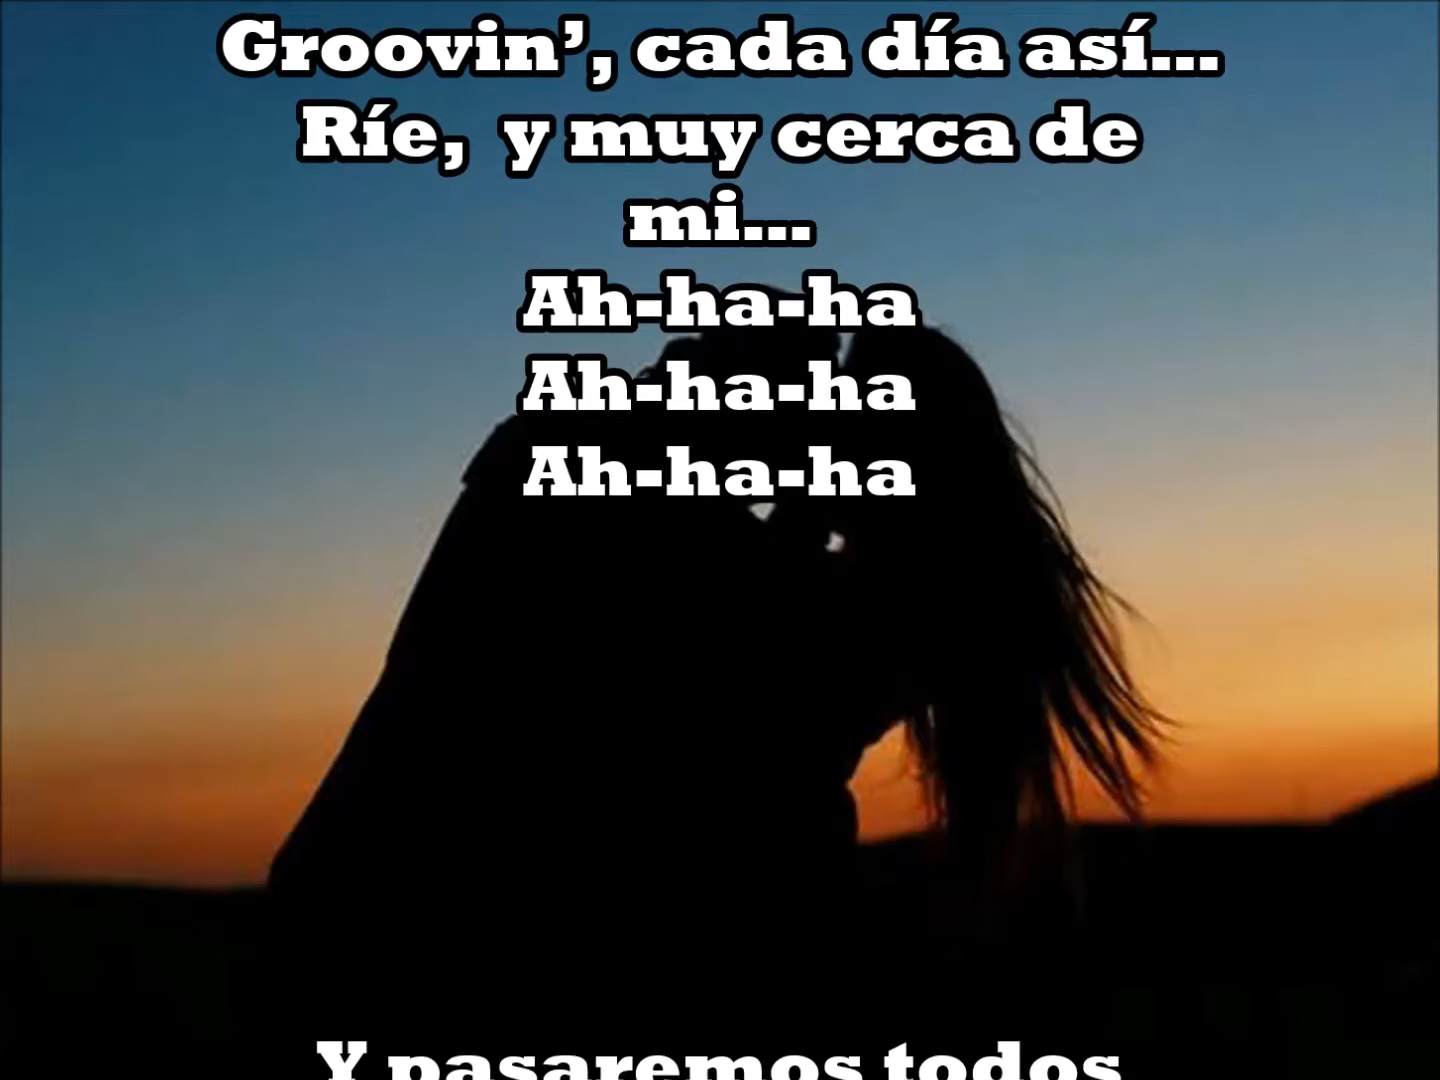 Groovin’, cada día así...
Ríe, y muy cerca de
mi...
Ah-ha-ha
Ah-ha-ha
Ah-ha-ha
Y pasaremos todos